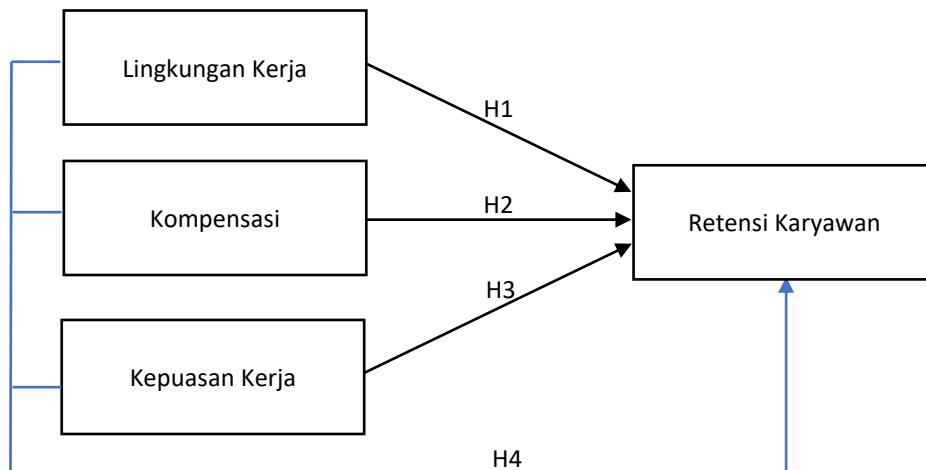 Lingkungan Kerja
H1
Kompensasi
H2
Retensi Karyawan
H3
Kepuasan Kerja
H4